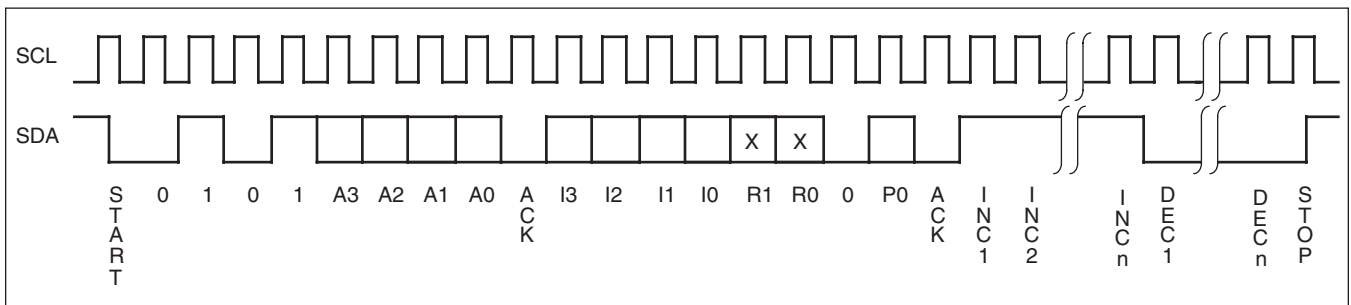 SCL
SDA
X X
START 0 1 0 1 A3 A2 A1 A0 ACK I3 I2 I1 I0 R1 R0 0 P0 ACK INC1 INC2 INCn DEC1 DECn STOP